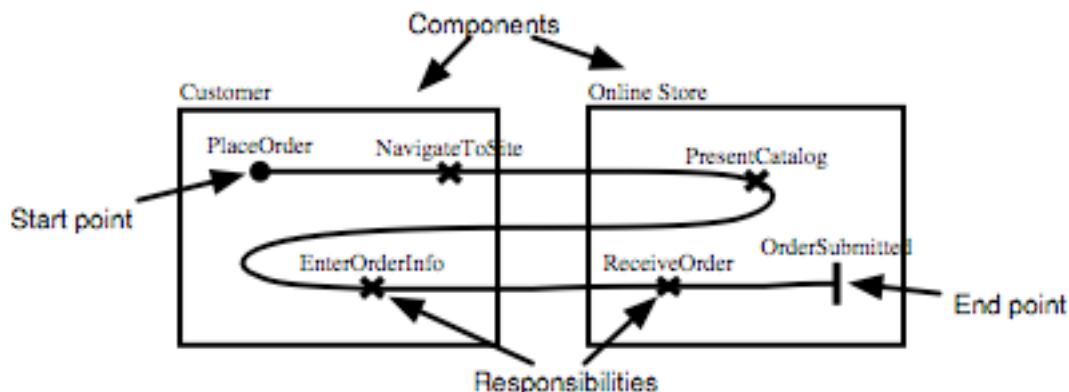 Components
Customer
Online Store
PlaceOrder
NavigateToSite
PresentCatalog
Start point
EnterOrderInfo
ReceiveOrder
OrderSubmitted
End point
Responsibilities